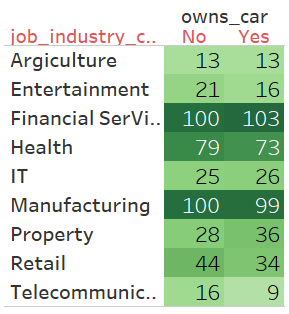 owns_car
job_industry_c.. No Yes
Argiculture 13 13
Entertainment 21 16
Financial SerVi.. 100 103
Health 79 73
IT 25 26
Manufacturing 100 99
Property 28 36
Retail 44 34
Telecommunic.. 16 9